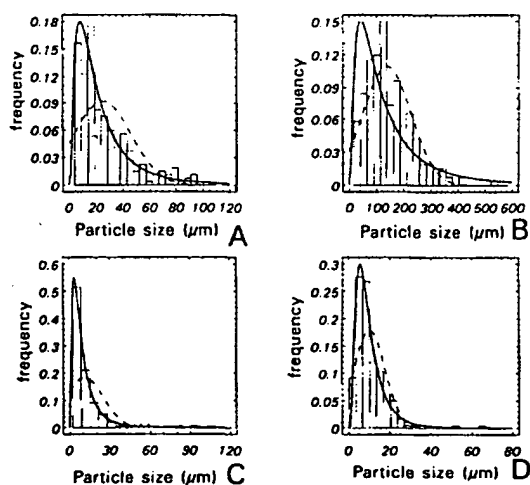 0.18
0.15
0.12
0.09
0.06
0.03
0
frequency
0 20 40 60 80 100 120
Particle size (µm)
A
0.15
0.12
0.09
0.06
0.03
0
frequency
0 100 200 300 400 500 600
Particle size (µm)
B
0.6
0.5
0.4
0.3
0.2
0.1
0
frequency
0 30 60 90 120
Particle size (µm)
C
0.3
0.25
0.2
0.15
0.1
0.05
0
frequency
0 20 40 60 80
Particle size (µm)
D